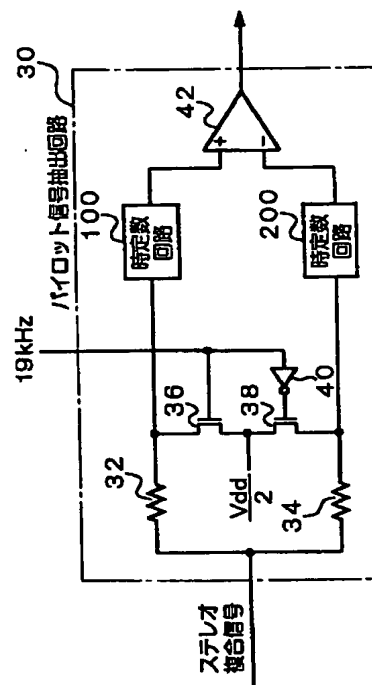 30
パイロット信号抽出回路
19kHz
100
時定数
回路
42
+
−
32
36
Vdd
2
38
40
34
200
時定数
回路
ステレオ
複合信号